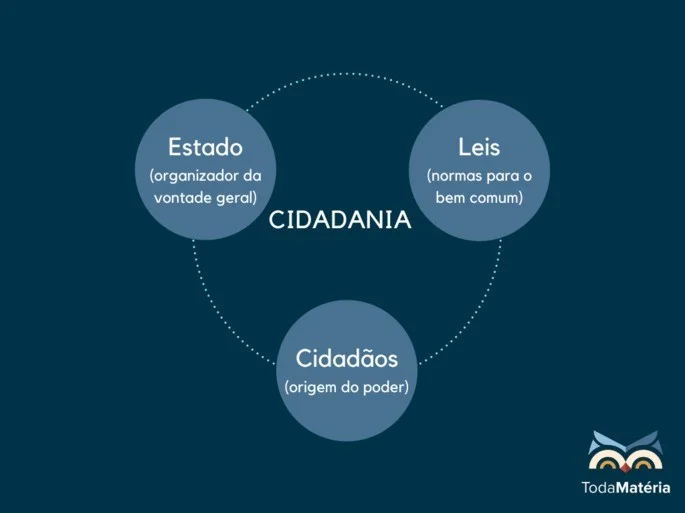 Estado
(organizador da
vontade geral)
Leis
(normas para o
bem comum)
CIDADANIA
Cidadãos
(origem do poder)
TodaMatéria